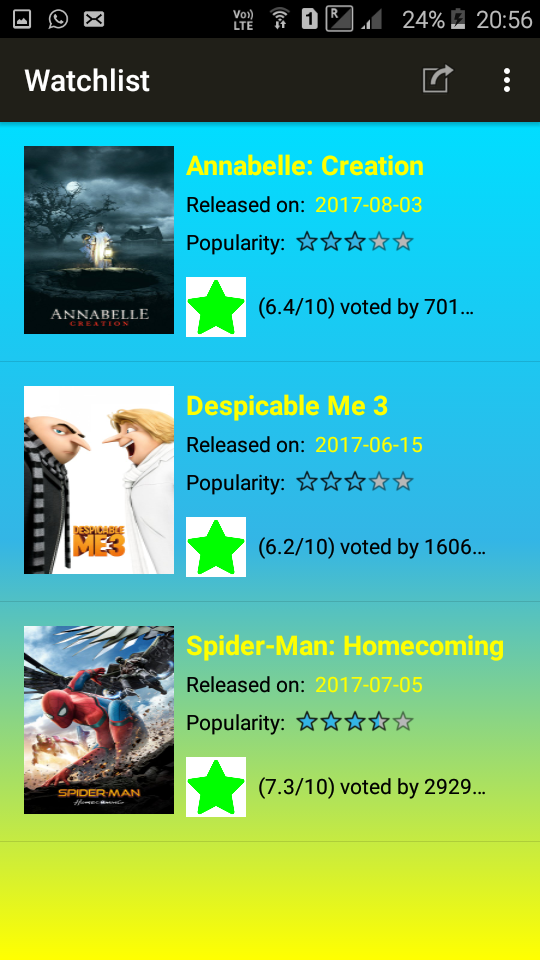 Vo))
LTE
1
R
24%
20:56
Watchlist
ANNABELLE
CREATION
Annabelle: Creation
Released on: 2017-08-03
Popularity:
(6.4/10) voted by 701...
DESPICABLE
ME3
Despicable Me 3
Released on: 2017-06-15
Popularity:
(6.2/10) voted by 1606...
SPIDER-MAN
Homecoming
Spider-Man: Homecoming
Released on: 2017-07-05
Popularity:
(7.3/10) voted by 2929...